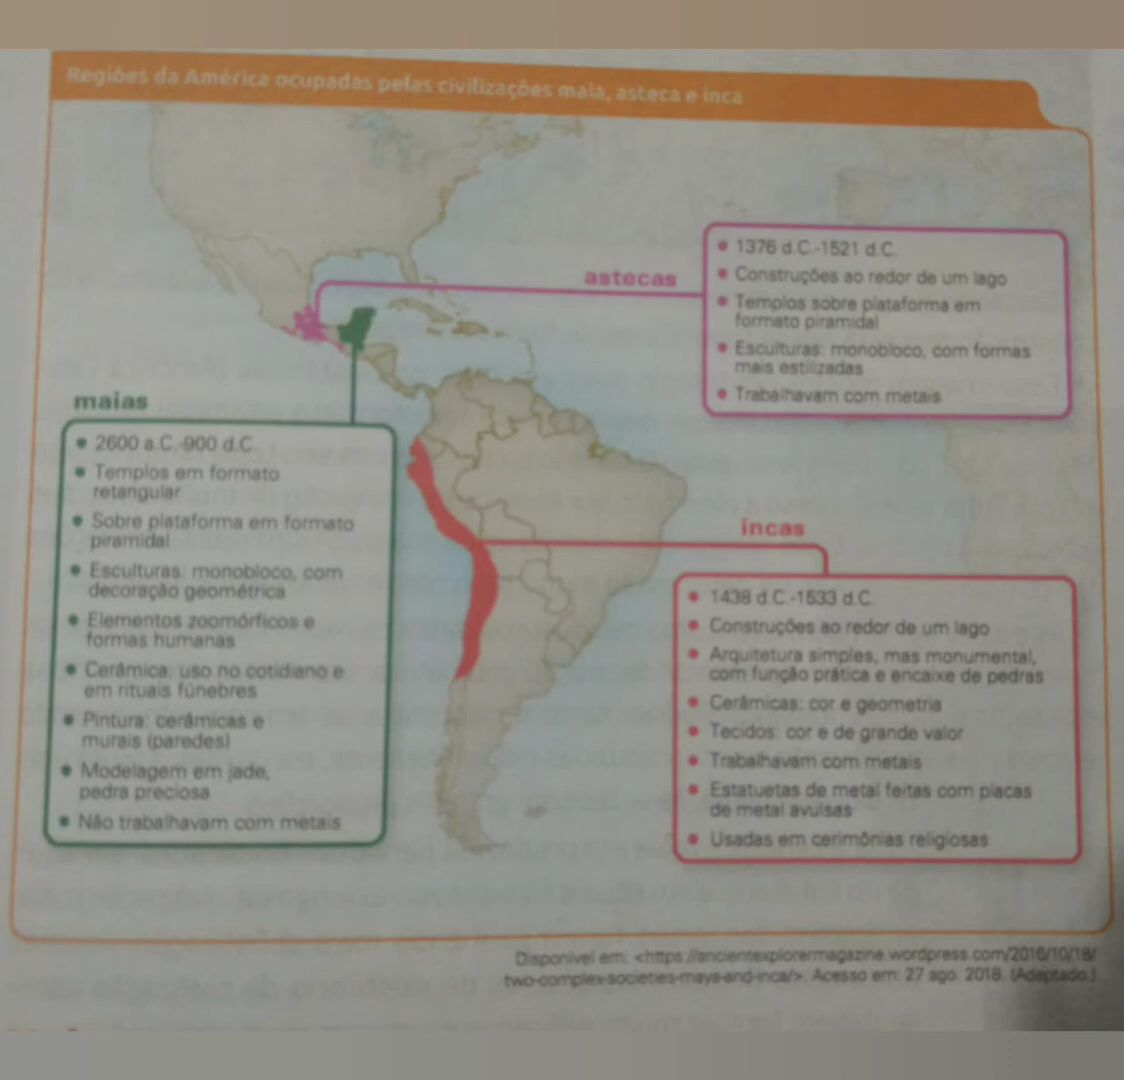 Regiões da América ocupadas pelas civilizações maia, asteca e inca
astecas
• 1376 d.C.-1521 d.C.
• Construções ao redor de um lago
• Templos sobre plataforma em
formato piramidal
• Esculturas: monobloco, com formas
mais estilizadas
• Trabalhavam com metais
maias
• 2600 a.C.-900 d.C.
• Templos em formato
retangular
• Sobre plataforma em formato
piramidal
• Esculturas: monobloco, com
decoração geométrica
• Elementos zoomórficos e
formas humanas
• Cerâmica: uso no cotidiano e
em rituais fúnebres
• Pintura: cerâmicas e
murais (paredes)
• Modelagem em jade,
pedra preciosa
• Não trabalhavam com metais
incas
• 1438 d.C.-1533 d.C.
• Construções ao redor de um lago
• Arquitetura simples, mas monumental,
com função prática e encaixe de pedras
• Cerâmicas: cor e geometria
• Tecidos: cor e de grande valor
• Trabalhavam com metais
• Estatuetas de metal feitas com placas
de metal avulsas
• Usadas em cerimônias religiosas
Disponível em: <https://ancientexplorermagazine.wordpress.com/2016/10/18/
two-complex-societies-maya-and-inca/>. Acesso em: 27 ago. 2018. (Adaptado.)